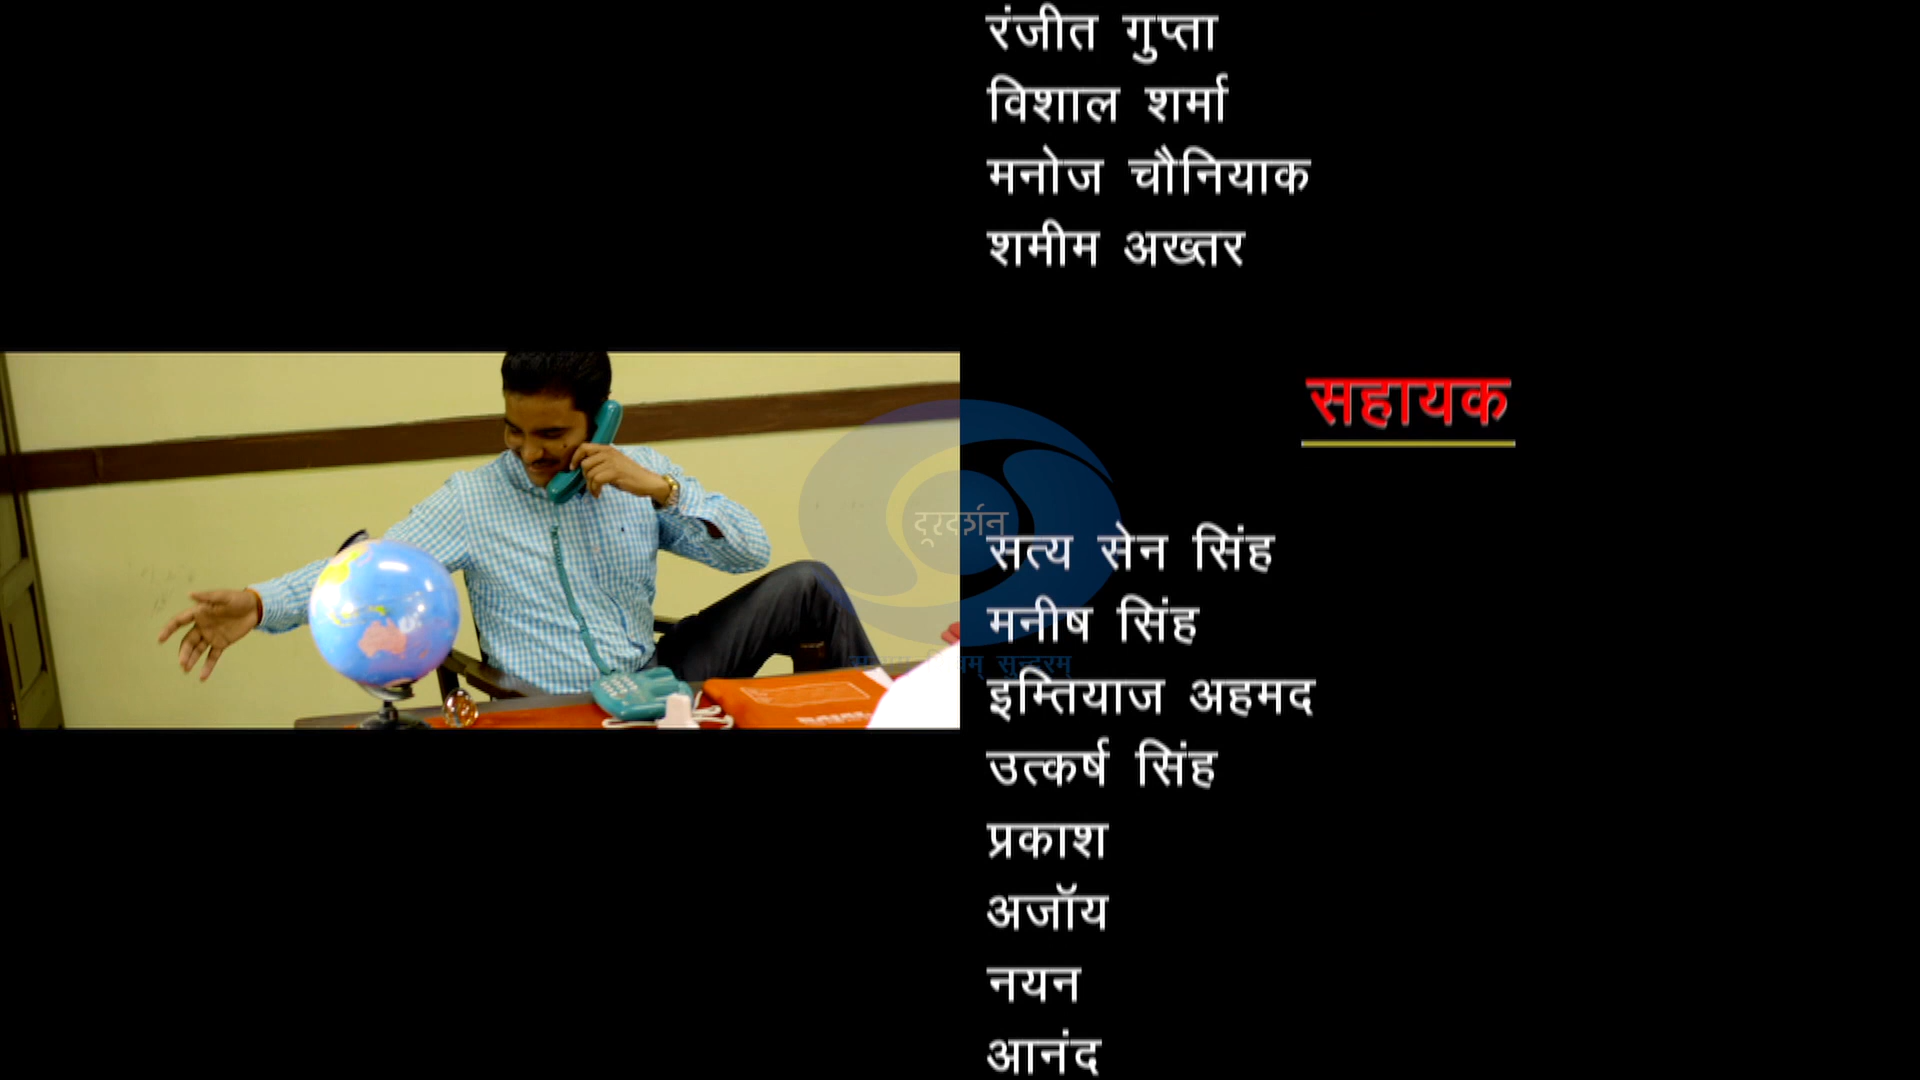 रंजीत गुप्ता
विशाल शर्मा
मनोज चौनियाक
शमीम अख्तर
सहायक
दूरदर्शन
सत्य सेन सिंह
मनीष सिंह
सुन्दरम्
इम्तियाज अहमद
उत्कर्ष सिंह
प्रकाश
अजॉय
नयन
आनंद